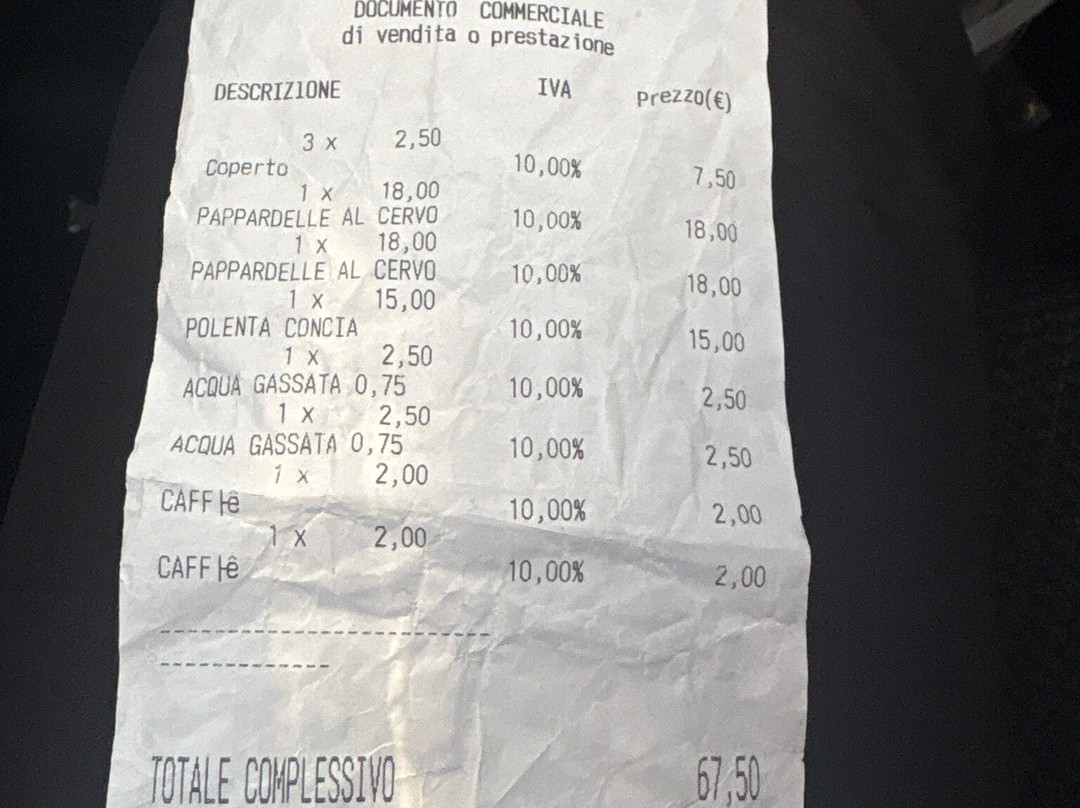 DOCUMENTO COMMERCIALE
di vendita o prestazione
DESCRIZIONE IVA Prezzo(€)
3 x 2,50
Coperto 10,00% 7,50
1 x 18,00
PAPPARDELLE AL CERVO 10,00% 18,00
1 x 18,00
PAPPARDELLE AL CERVO 10,00% 18,00
1 x 15,00
POLENTA CONCIA 10,00% 15,00
1 x 2,50
ACQUA GASSATA 0,75 10,00% 2,50
1 x 2,50
ACQUA GASSATA 0,75 10,00% 2,50
1 x 2,00
CAFF├ê 10,00% 2,00
1 x 2,00
CAFF├ê 10,00% 2,00
--------------------------
-------------
TOTALE COMPLESSIVO 67,50